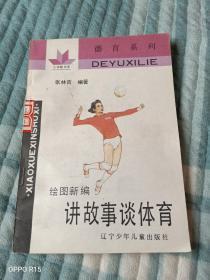 德育系列
DEYUXILIE
张林吉 编著
·XIAOXUEXINSHUXI·
绘图新编
讲故事谈体育
辽宁少年儿童出版社
OPPO R15